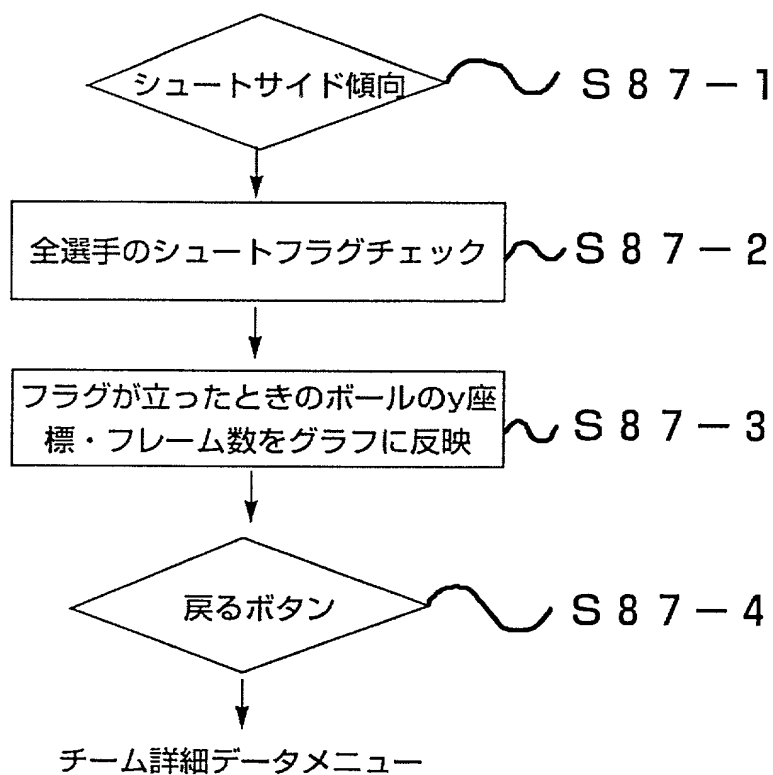 シュートサイド傾向
S87-1
全選手のシュートフラグチェック
S87-2
フラグが立ったときのボールのy座
標・フレーム数をグラフに反映
S87-3
戻るボタン
S87-4
チーム詳細データメニュー